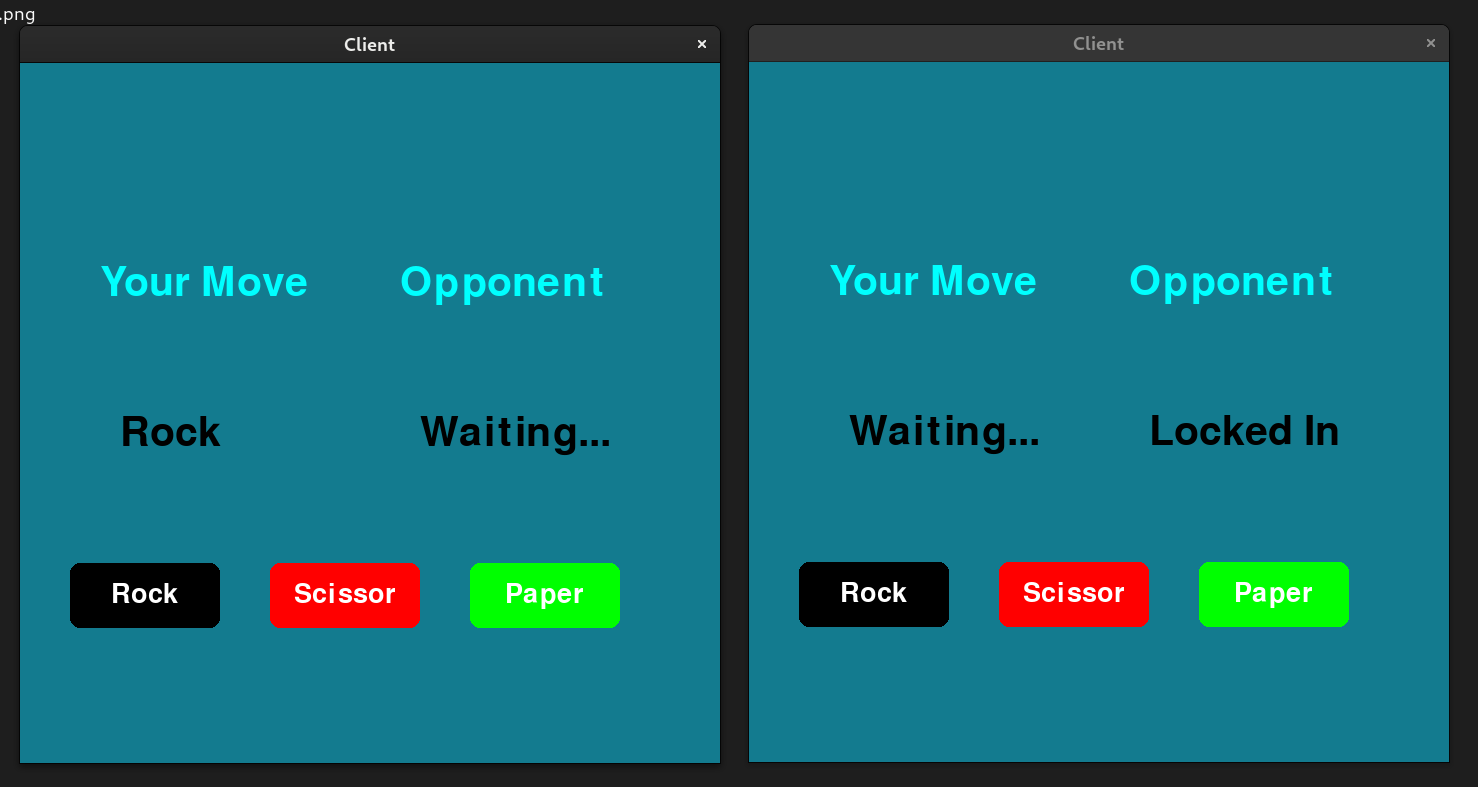 .png
Client ×
Your Move Opponent
Rock Waiting...
Rock Scissor Paper
Client ×
Your Move Opponent
Waiting... Locked In
Rock Scissor Paper